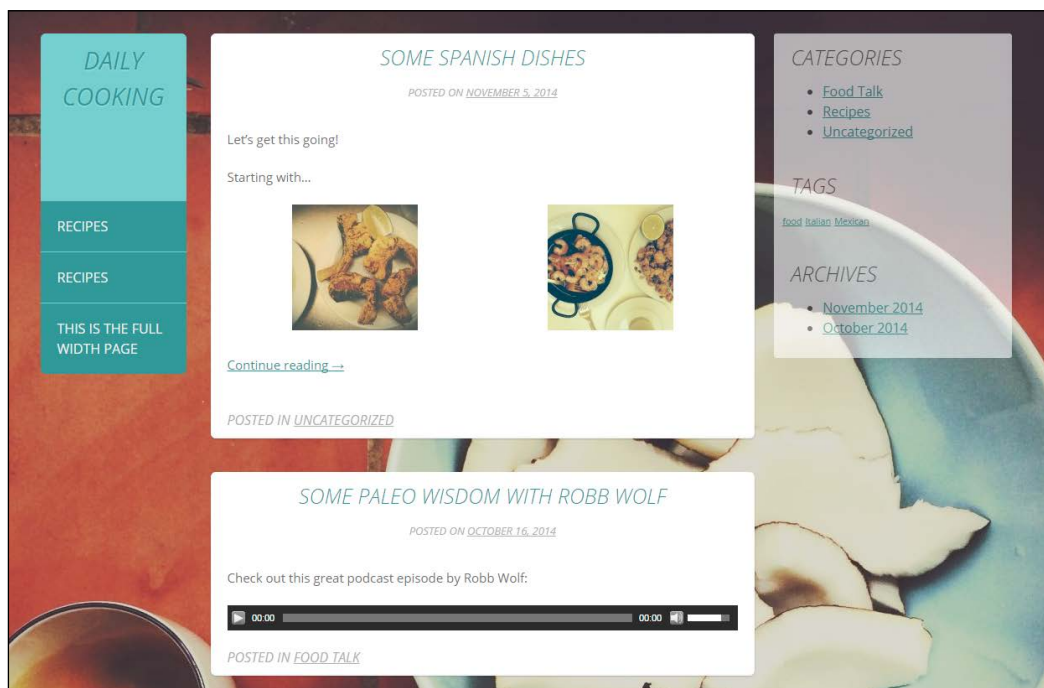 DAILY
COOKING
RECIPES
RECIPES
THIS IS THE FULL
WIDTH PAGE
SOME SPANISH DISHES
POSTED ON NOVEMBER 5, 2014
Let's get this going!
Starting with...
Continue reading →
POSTED IN UNCATEGORIZED
SOME PALEO WISDOM WITH ROBB WOLF
POSTED ON OCTOBER 16, 2014
Check out this great podcast episode by Robb Wolf:
00:00 00:00
POSTED IN FOOD TALK
CATEGORIES
• Food Talk
• Recipes
• Uncategorized
TAGS
food Italian Mexican
ARCHIVES
• November 2014
• October 2014